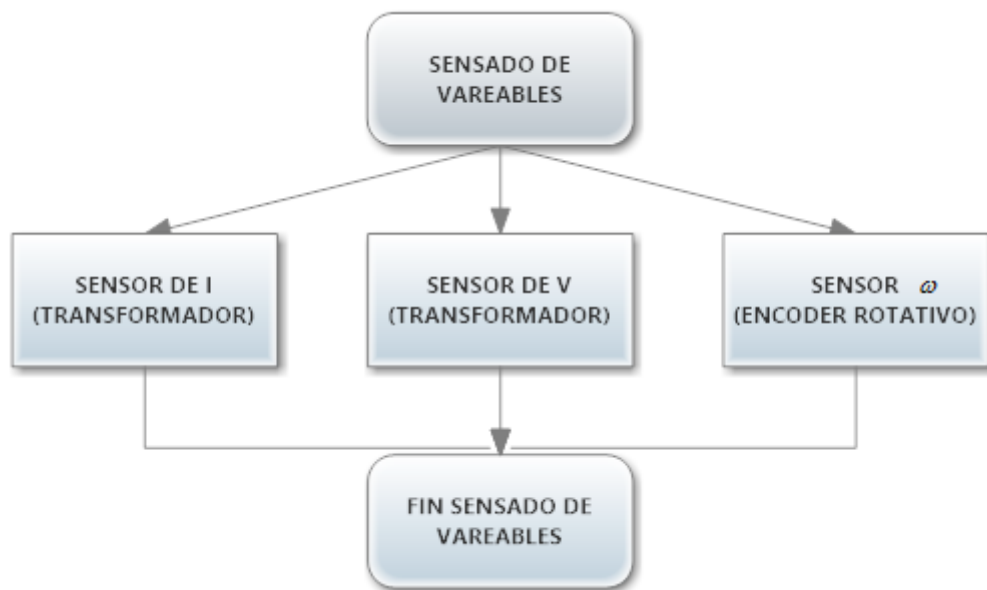 SENSADO DE
VAREABLES
SENSOR DE I
(TRANSFORMADOR)
SENSOR DE V
(TRANSFORMADOR)
SENSOR ω
(ENCODER ROTATIVO)
FIN SENSADO DE
VAREABLES